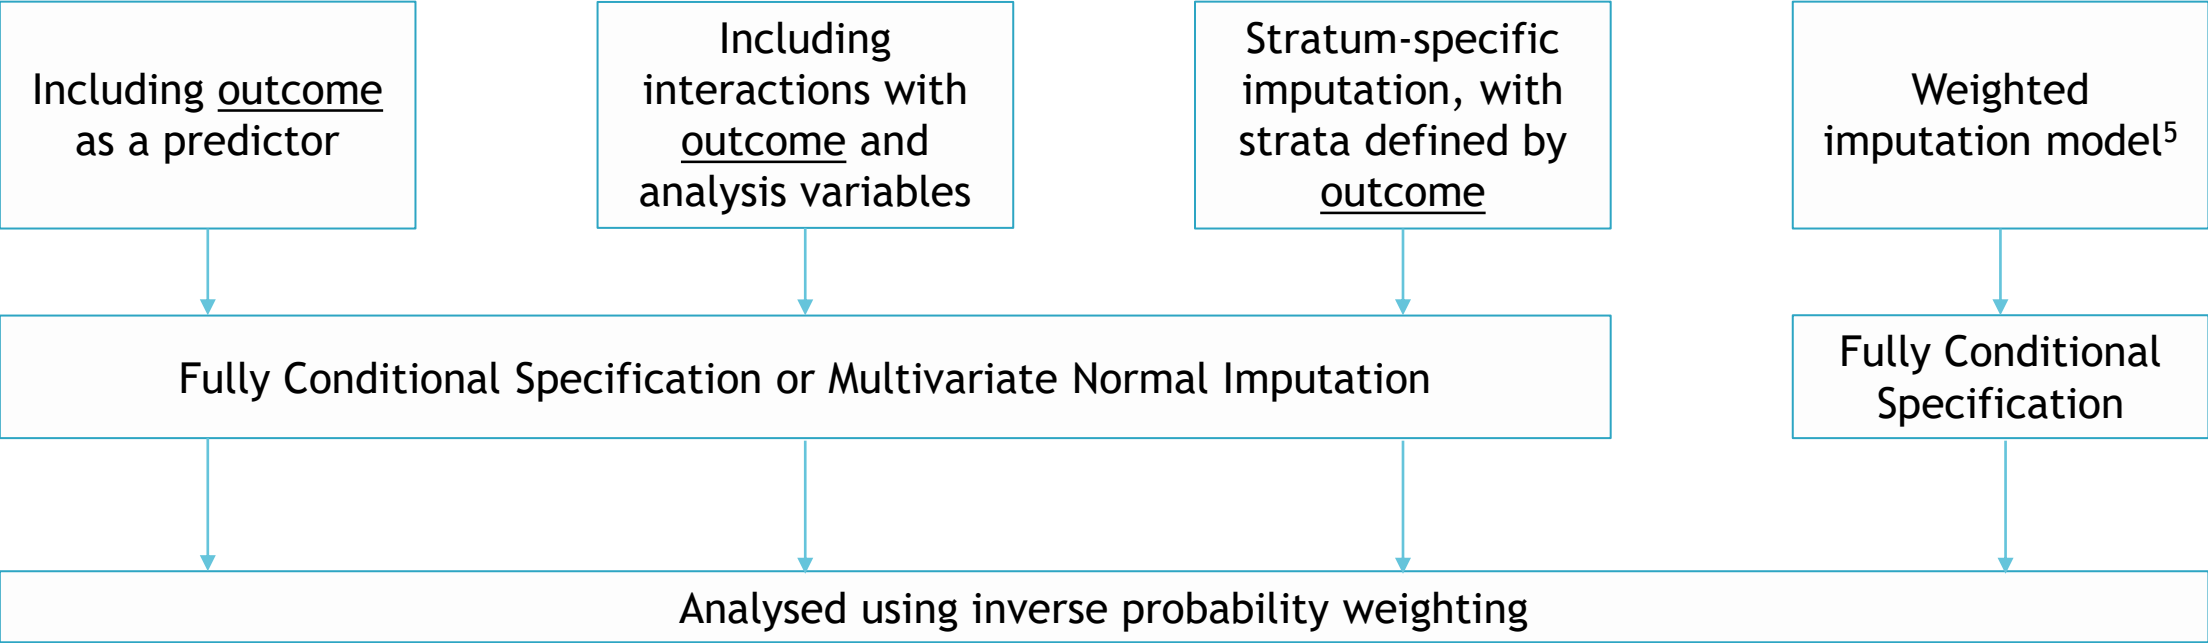 Including outcome
as a predictor
Including
interactions with
outcome and
analysis variables
Stratum-specific
imputation, with
strata defined by
outcome
Weighted
imputation model⁵
Fully Conditional Specification or Multivariate Normal Imputation
Fully Conditional
Specification
Analysed using inverse probability weighting